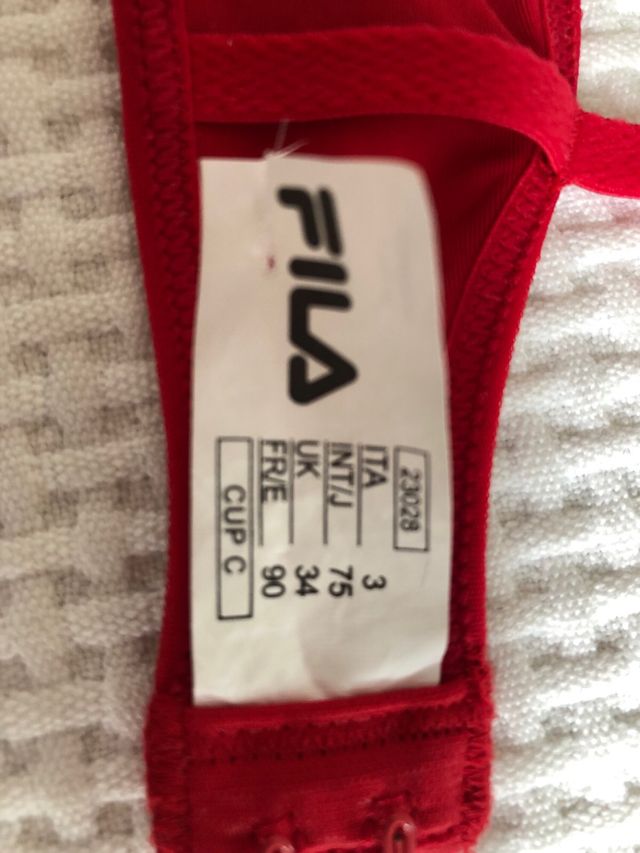 FILA
23028
ITA 3
INT/J 75
UK 34
FR/E 90
CUP C